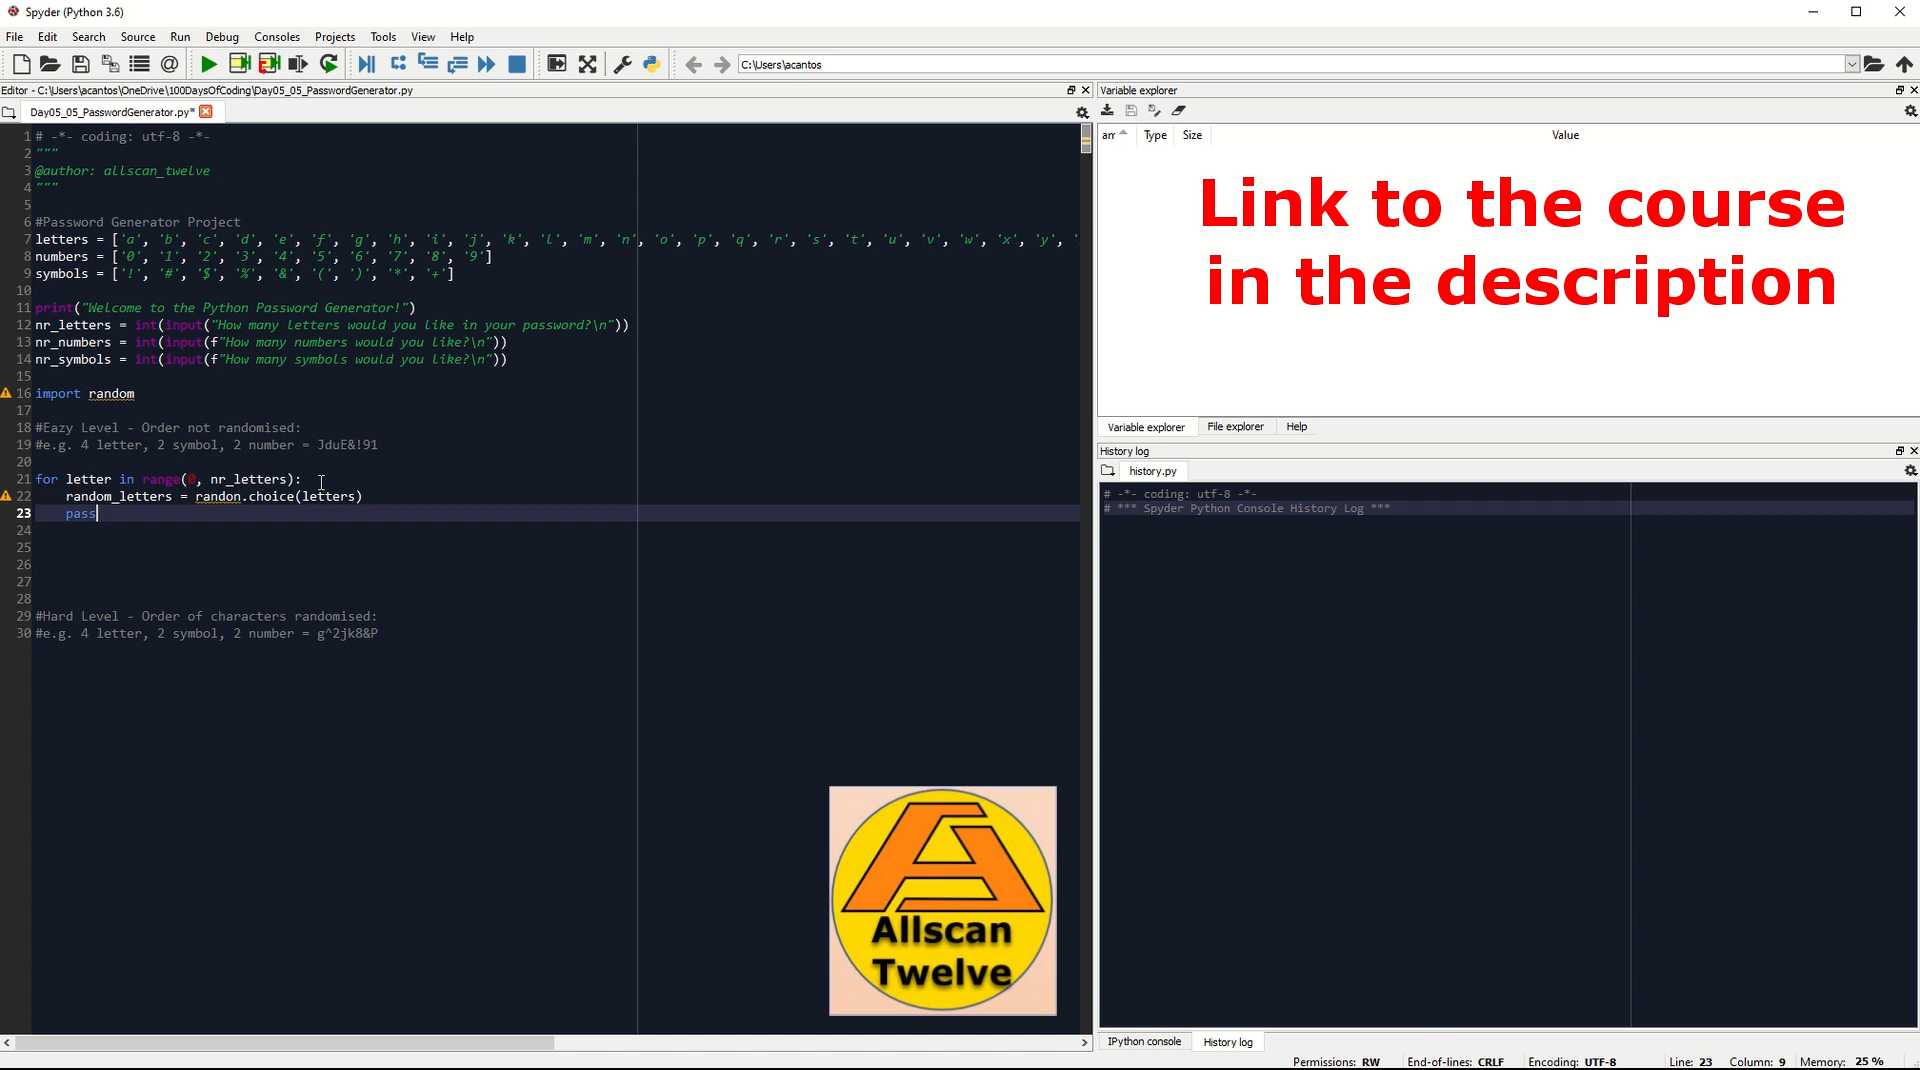 Spyder (Python 3.6)
File Edit Search Source Run Debug Consoles Projects Tools View Help
C:\Users\acantos
Editor - C:\Users\acantos\OneDrive\100DaysOfCoding\Day05_05_PasswordGenerator.py
Day05_05_PasswordGenerator.py*
1 # -*- coding: utf-8 -*-
2 """
3 @author: allscan_twelve
4 """
5
6 #Password Generator Project
7 letters = ['a', 'b', 'c', 'd', 'e', 'f', 'g', 'h', 'i', 'j', 'k', 'l', 'm', 'n', 'o', 'p', 'q', 'r', 's', 't', 'u', 'v', 'w', 'x', 'y', '
8 numbers = ['0', '1', '2', '3', '4', '5', '6', '7', '8', '9']
9 symbols = ['!', '#', '$', '%', '&', '(', ')', '*', '+']
10
11 print("Welcome to the Python Password Generator!")
12 nr_letters = int(input("How many letters would you like in your password?\n"))
13 nr_numbers = int(input(f"How many numbers would you like?\n"))
14 nr_symbols = int(input(f"How many symbols would you like?\n"))
15
16 import random
17
18 #Eazy Level - Order not randomised:
19 #e.g. 4 letter, 2 symbol, 2 number = JduE&!91
20
21 for letter in range(0, nr_letters):
22     random_letters = randon.choice(letters)
23     pass
24
25
26
27
28
29 #Hard Level - Order of characters randomised:
30 #e.g. 4 letter, 2 symbol, 2 number = g^2jk8&P
Allscan
Twelve
Variable explorer
Type Size Value
Link to the course
in the description
Variable explorer File explorer Help
History log
history.py
# -*- coding: utf-8 -*-
# *** Spyder Python Console History Log ***
IPython console History log
Permissions: RW End-of-lines: CRLF Encoding: UTF-8 Line: 23 Column: 9 Memory: 25 %